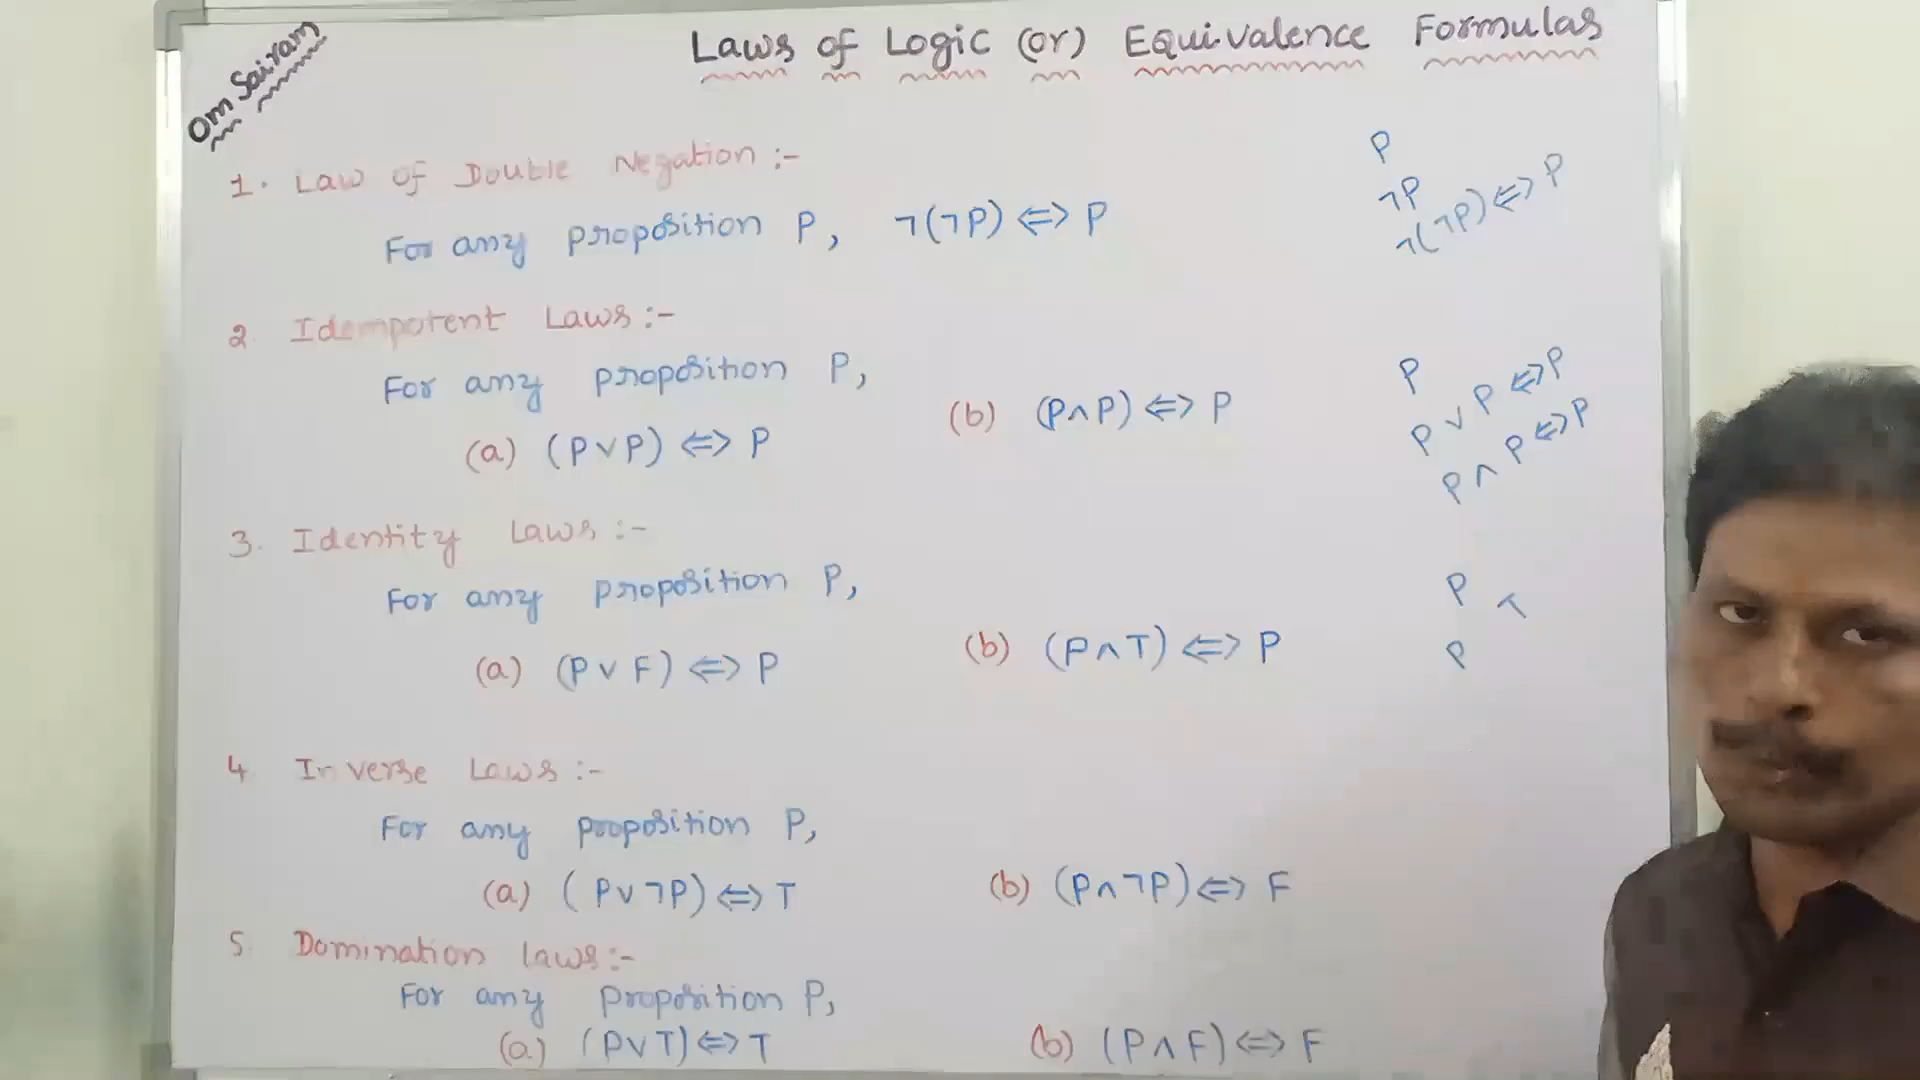 Om Sairam
Laws of Logic (or) Equivalence Formulas
1. Law of Double Negation :-
For any proposition P, ¬(¬P) ⇔ P
P
¬P
¬(¬P) ⇔ P
2 Idempotent Laws :-
For any proposition P,
(a) (P∨P) ⇔ P (b) (P∧P) ⇔ P
P
P ∨ P ⇔ P
P ∧ P ⇔ P
3. Identity Laws :-
For any proposition P,
(a) (P ∨ F) ⇔ P (b) (P∧T) ⇔ P
P T
P
4 Inverse Laws :-
For any proposition P,
(a) (P∨¬P) ⇔ T (b) (P∧¬P) ⇔ F
5. Domination laws :-
For any proposition P,
(a) (P∨T) ⇔ T (b) (P∧F) ⇔ F